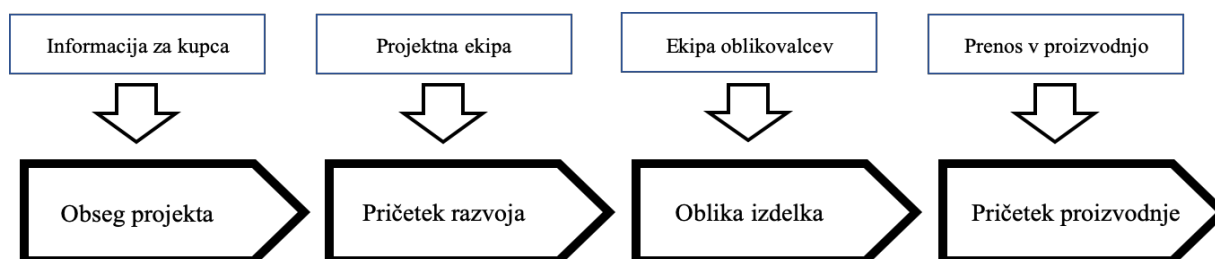 Informacija za kupca
Projektna ekipa
Ekipa oblikovalcev
Prenos v proizvodnjo
Obseg projekta
Pričetek razvoja
Oblika izdelka
Pričetek proizvodnje